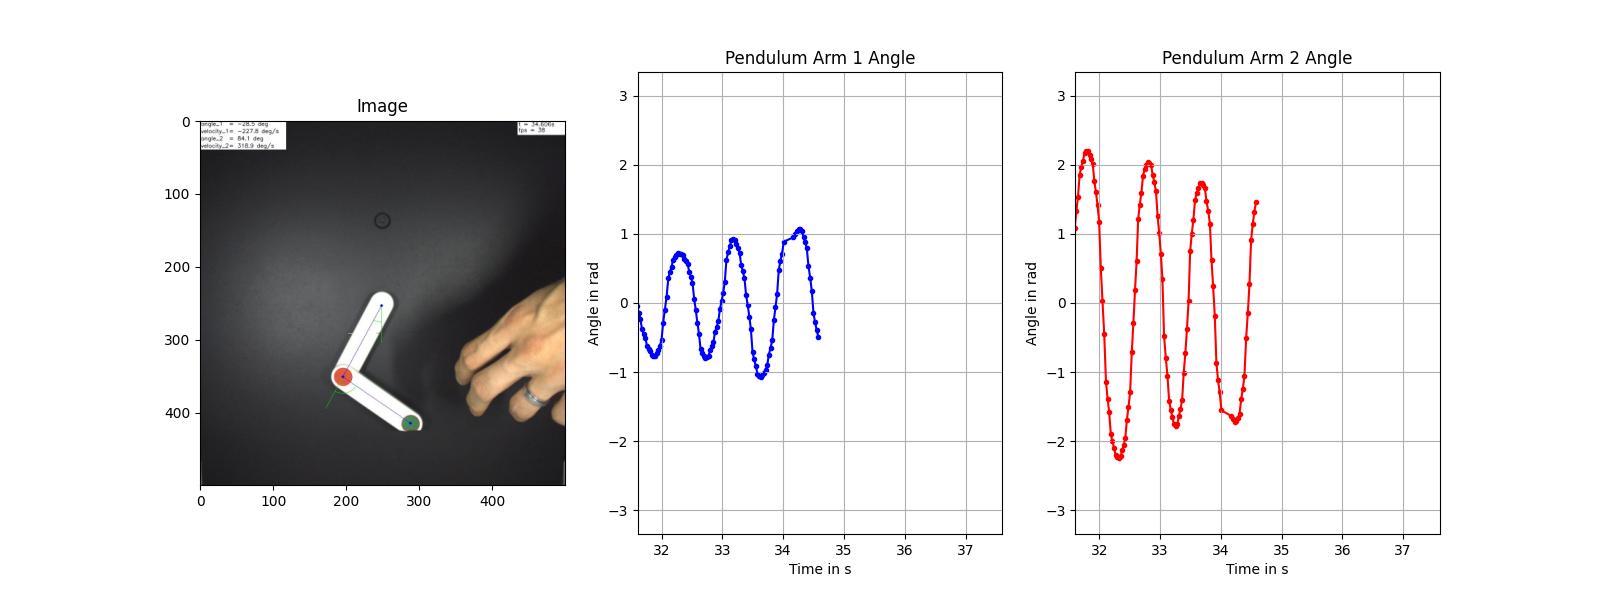 Image
angle_1 = -28.5 deg
velocity_1= -227.8 deg/s
angle_2 = 84.1 deg
velocity_2= 318.9 deg/s
t = 34.606s
fps = 38
0
100
200
300
400
0 100 200 300 400
Pendulum Arm 1 Angle
Angle in rad
3
2
1
0
−1
−2
−3
32 33 34 35 36 37
Time in s
Pendulum Arm 2 Angle
Angle in rad
3
2
1
0
−1
−2
−3
32 33 34 35 36 37
Time in s